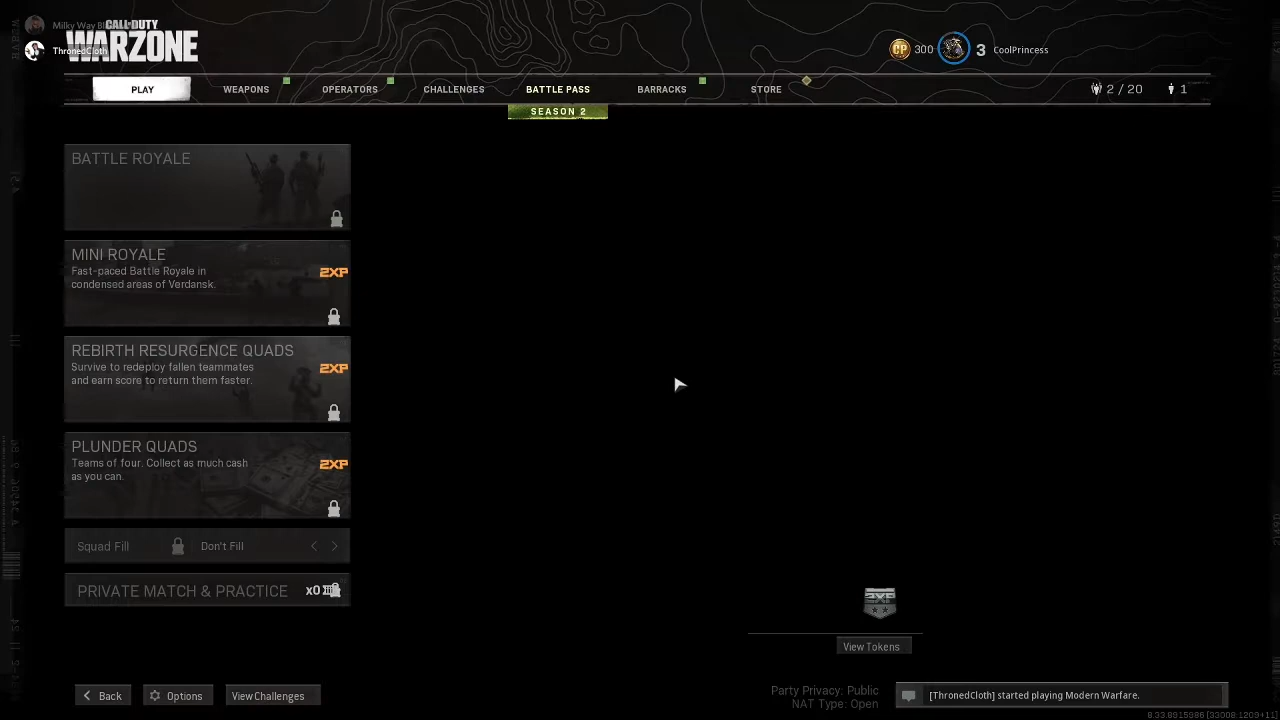 Milky Way
ThronedCloth
CALL OF DUTY
WARZONE
CP 300
3 CoolPrincess
PLAY
WEAPONS
OPERATORS
CHALLENGES
BATTLE PASS
BARRACKS
STORE
2 / 20
1
SEASON 2
BATTLE ROYALE
MINI ROYALE
Fast-paced Battle Royale in
condensed areas of Verdansk.
2XP
REBIRTH RESURGENCE QUADS
Survive to redeploy fallen teammates
and earn score to return them faster.
2XP
PLUNDER QUADS
Teams of four. Collect as much cash
as you can.
2XP
Squad Fill
Don't Fill
PRIVATE MATCH & PRACTICE
x0
2XP
View Tokens
Back
Options
View Challenges
Party Privacy: Public
NAT Type: Open
[ThronedCloth] started playing Modern Warfare.